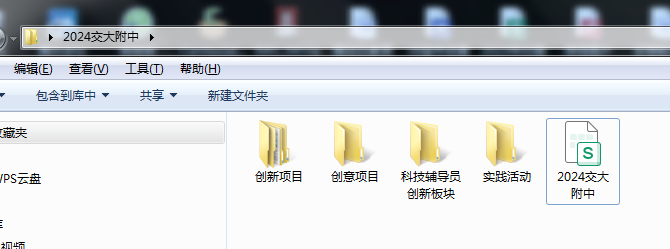 2024交大附中
编辑(E) 查看(V) 工具(T) 帮助(H)
包含到库中 共享 新建文件夹
收藏夹
WPS云盘
库
视频
创新项目 创意项目 科技辅导员 实践活动 2024交大
创新板块 附中
S